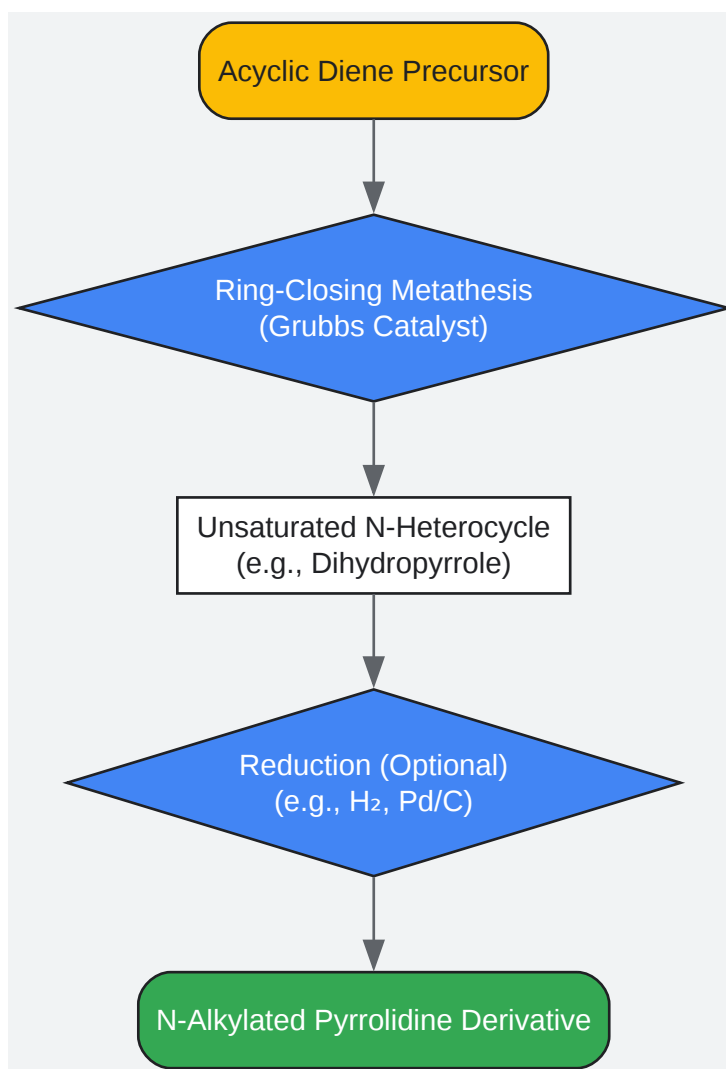 Acyclic Diene Precursor
Ring-Closing Metathesis
(Grubbs Catalyst)
Unsaturated N-Heterocycle
(e.g., Dihydropyrrole)
Reduction (Optional)
(e.g., H₂, Pd/C)
N-Alkylated Pyrrolidine Derivative